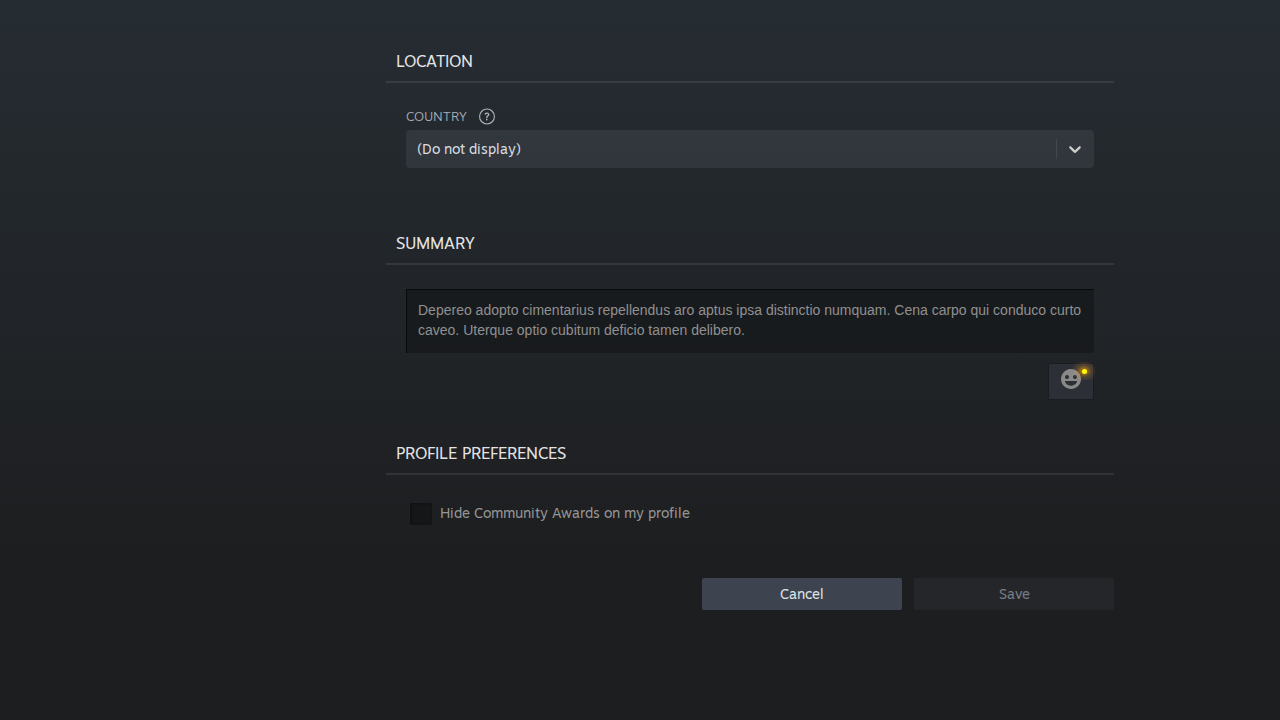 LOCATION
COUNTRY ?
(Do not display)
SUMMARY
Depereo adopto cimentarius repellendus aro aptus ipsa distinctio numquam. Cena carpo qui conduco curto
caveo. Uterque optio cubitum deficio tamen delibero.
PROFILE PREFERENCES
Hide Community Awards on my profile
Cancel Save